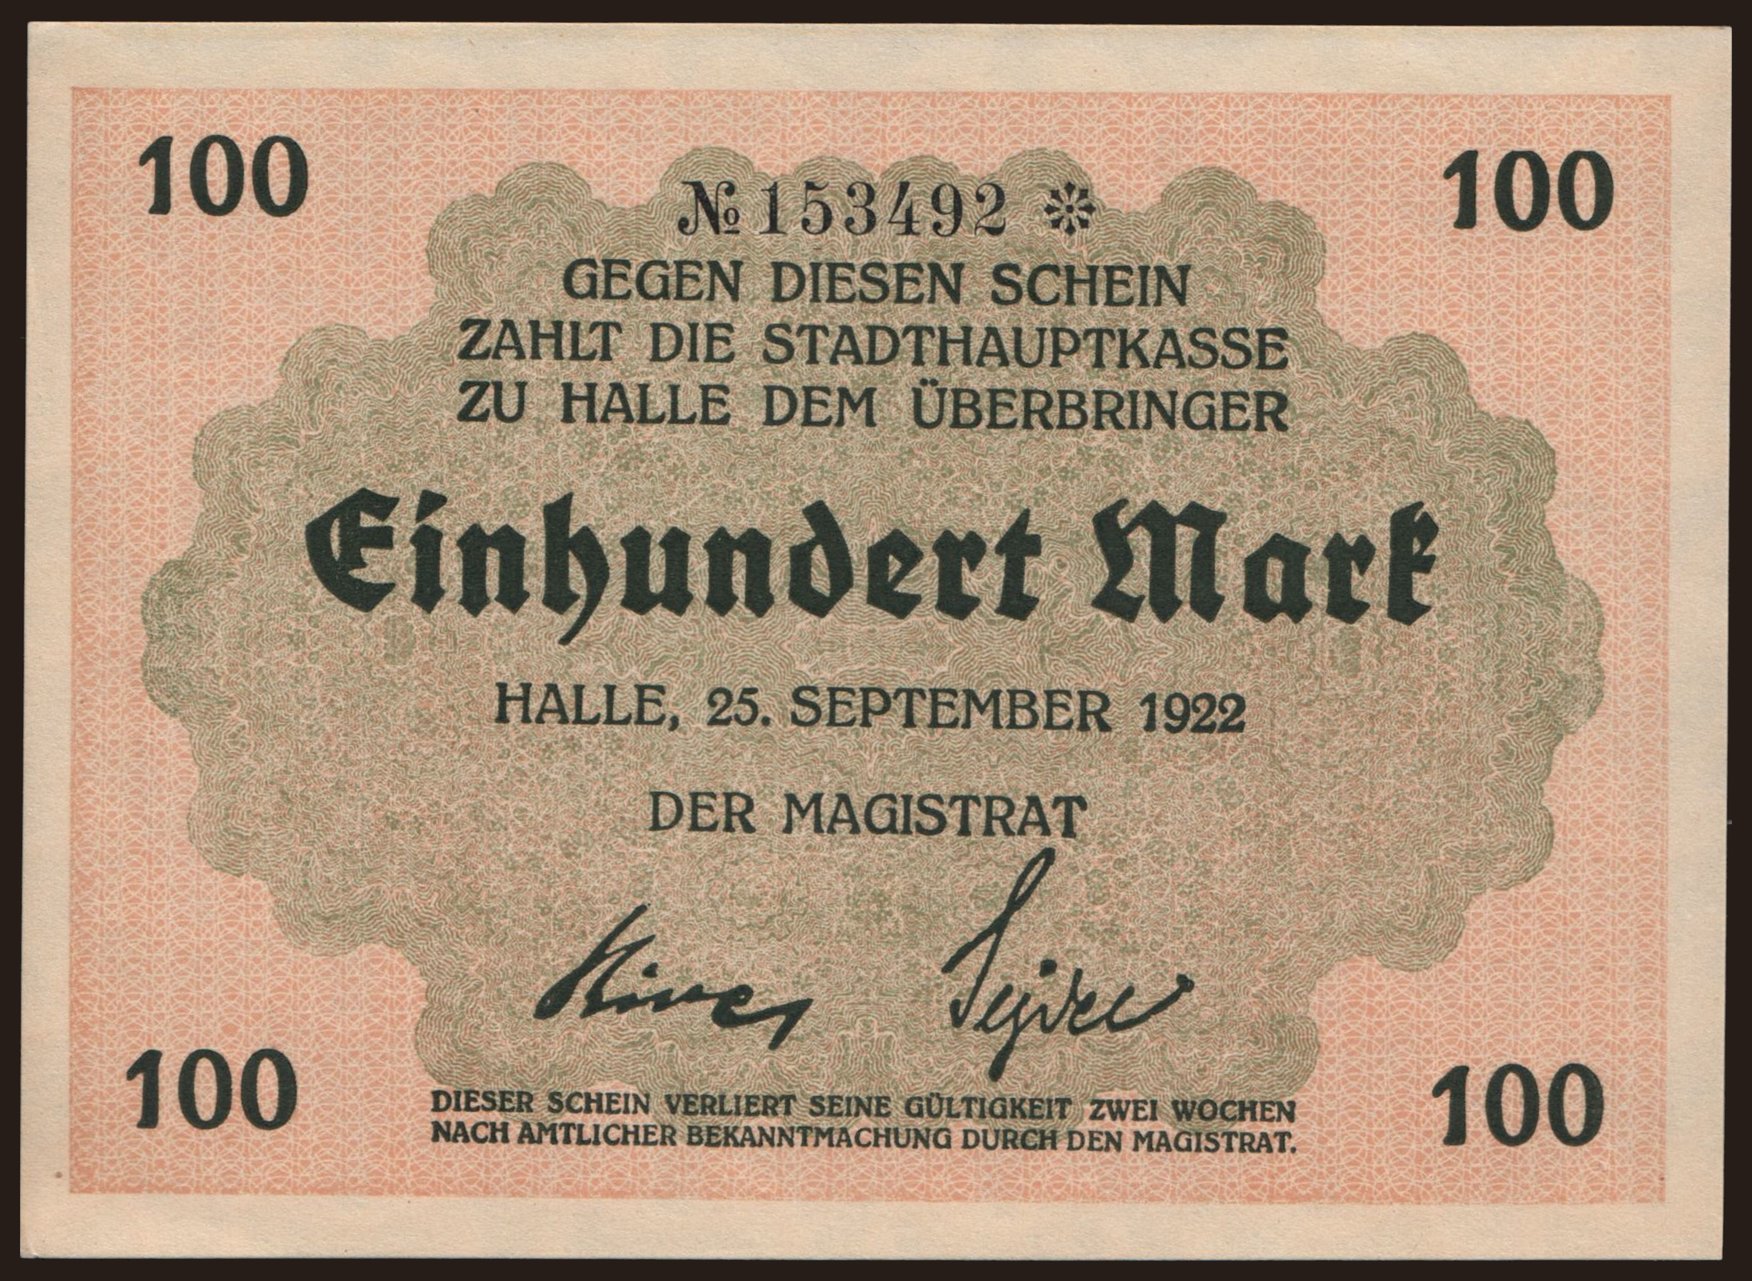 100 100
№ 153492
GEGEN DIESEN SCHEIN
ZAHLT DIE STADTHAUPTKASSE
ZU HALLE DEM ÜBERBRINGER
Einhundert Mark
HALLE, 25. SEPTEMBER 1922
DER MAGISTRAT
100 100
DIESER SCHEIN VERLIERT SEINE GÜLTIGKEIT ZWEI WOCHEN
NACH AMTLICHER BEKANNTMACHUNG DURCH DEN MAGISTRAT.